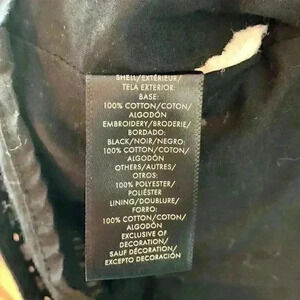 SHELL/EXTÉRIEUR/
TELA EXTERIOR:
BASE:
100% COTTON/COTON/
ALGODÓN
EMBROIDERY/BRODERIE/
BORDADO:
BLACK/NOIR/NEGRO:
100% COTTON/COTON/
ALGODÓN
OTHERS/AUTRES/
OTROS:
100% POLYESTER/
POLIÉSTER
LINING/DOUBLURE/
FORRO:
100% COTTON/COTON/
ALGODÓN
EXCLUSIVE OF
DECORATION/
SAUF DÉCORATION/
EXCEPTO DECORACIÓN